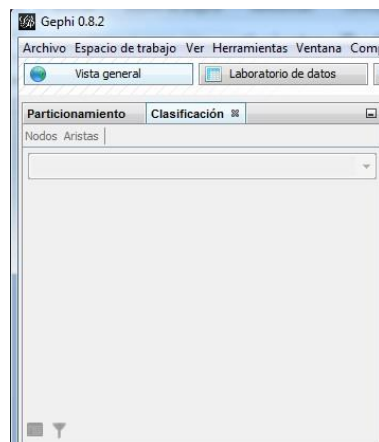 Gephi 0.8.2
Archivo Espacio de trabajo Ver Herramientas Ventana Com
Vista general Laboratorio de datos
Particionamiento Clasificación
Nodos Aristas